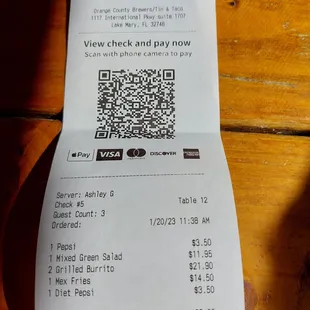 Orange County Brewers/Tin & Taco
1117 International Pkwy suite 1707
Lake Mary, FL 32746
View check and pay now
Scan with phone camera to pay
Pay VISA DISCOVER
Server: Ashley G
Check #5 Table 12
Guest Count: 3
Ordered: 1/20/23 11:38 AM
1 Pepsi $3.50
1 Mixed Green Salad $11.95
2 Grilled Burrito $21.90
1 Mex Fries $14.50
1 Diet Pepsi $3.50